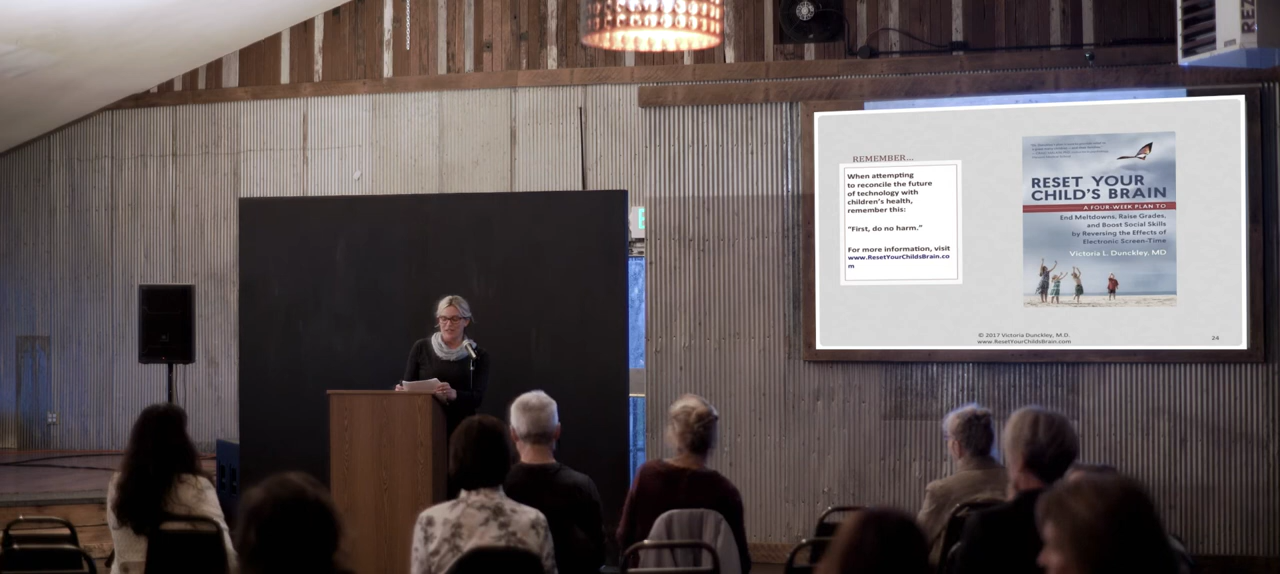 REMEMBER...
When attempting
to reconcile the future
of technology with
children's health,
remember this:
"First, do no harm."
For more information, visit
www.ResetYourChildsBrain.co
m
RESET YOUR
CHILD'S BRAIN
A FOUR-WEEK PLAN TO
End Meltdowns, Raise Grades,
and Boost Social Skills
by Reversing the Effects of
Electronic Screen-Time
Victoria L. Dunckley, MD
© 2017 Victoria Dunckley, M.D.
www.ResetYourChildsBrain.com
24